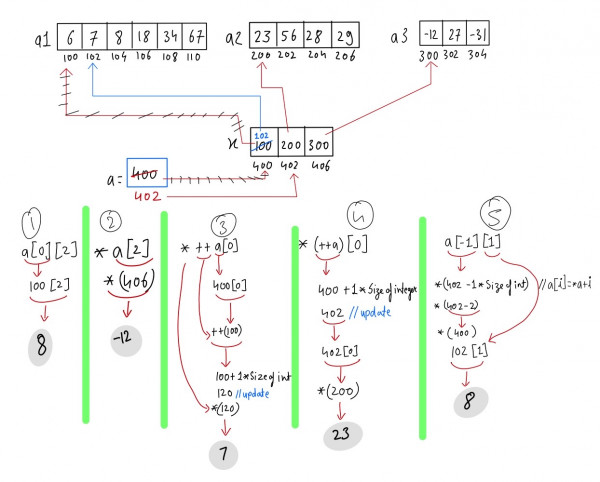 a1 6 7 8 18 34 67
100 102 104 106 108 110
a2 23 56 28 29
200 202 204 206
a3 -12 27 -31
300 302 304
102
x 100 200 300
400 402 406
a= 400
402
1
a[0][2]
100[2]
8
2
* a[2]
*(406)
-12
3
* ++ a[0]
400[0]
++(100)
100+1*Size of int
120 //update
*(120)
7
4
* (++a)[0]
400+1*Size of integer
402 //update
402[0]
*(200)
23
5
a[-1][1]
*(402-1*Size of int) //a[i]=*a+i
*(402-2)
*(400)
102[1]
8